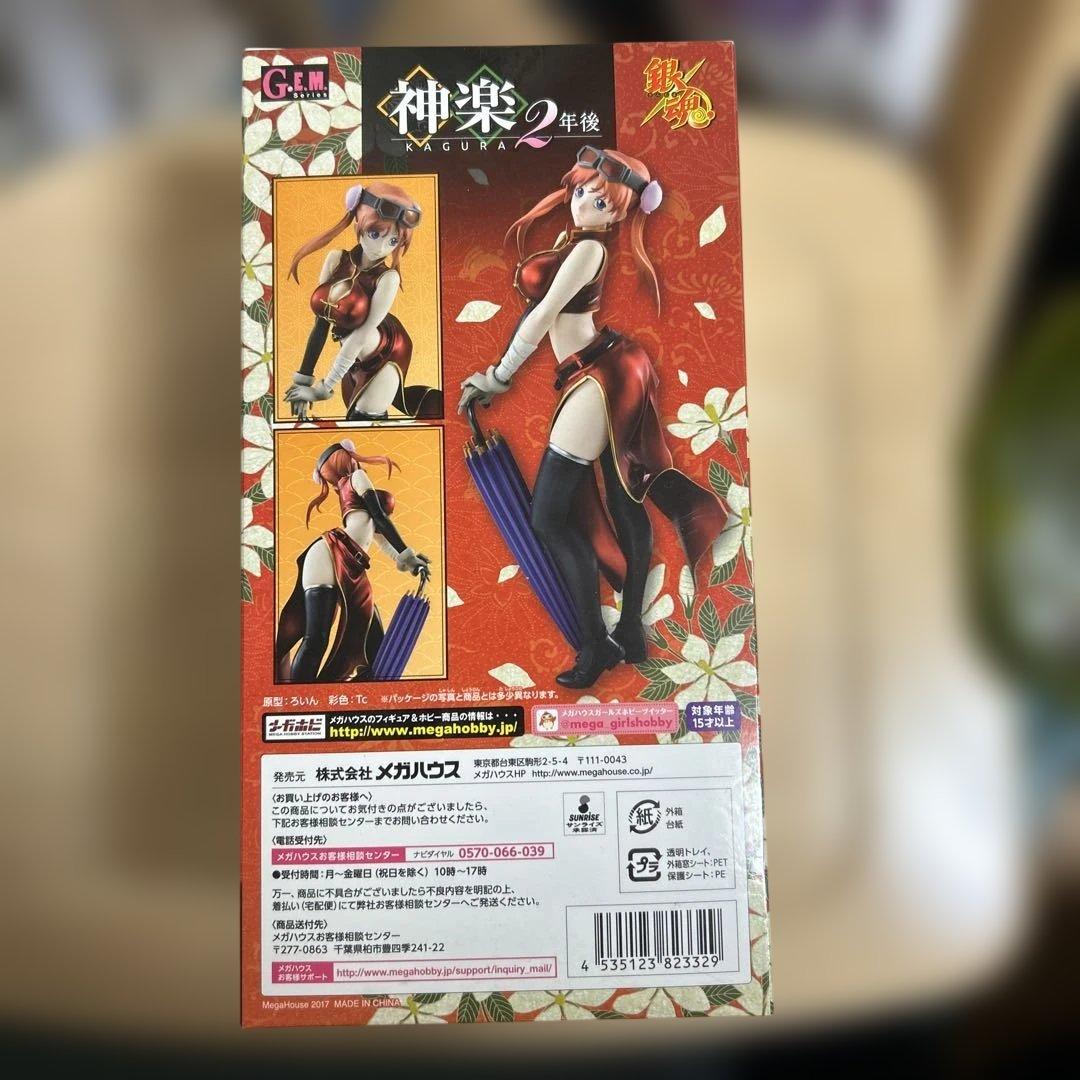 G.E.M.
Series
神楽
KAGURA
2年後
銀魂
原型：ろいん 彩色：Tc ※パッケージの写真と商品とは多少異なります。
メガホビ
MEGA HOBBY STATION
メガハウスのフィギュア＆ホビー商品の情報は・・・
http://www.megahobby.jp/
メガハウスガールズホビーツイッター
@mega_girlshobby
対象年齢
15才以上
発売元 株式会社 メガハウス
東京都台東区駒形2-5-4 〒111-0043
メガハウスHP http://www.megahouse.co.jp/
〈お買い上げのお客様へ〉
この商品についてお気付きの点がございましたら、
下記お客様相談センターまでお問い合わせください。
〈電話受付先〉
メガハウスお客様相談センター ナビダイヤル 0570-066-039
●受付時間：月～金曜日（祝日を除く）10時～17時
万一、商品に不具合がございましたら不良内容を明記の上、
着払い（宅配便）にて弊社お客様相談センターへご発送ください。
〈商品送付先〉
メガハウスお客様相談センター
〒277-0863 千葉県柏市豊四季241-22
メガハウス
お客様サポート
http://www.megahobby.jp/support/inquiry_mail/
SUNRISE
サンライズ
承認済
紙
外箱
台紙
プラ
透明トレイ、
外箱窓シート：PET
保護シート：PE
4 535123 823329
MegaHouse 2017 MADE IN CHINA